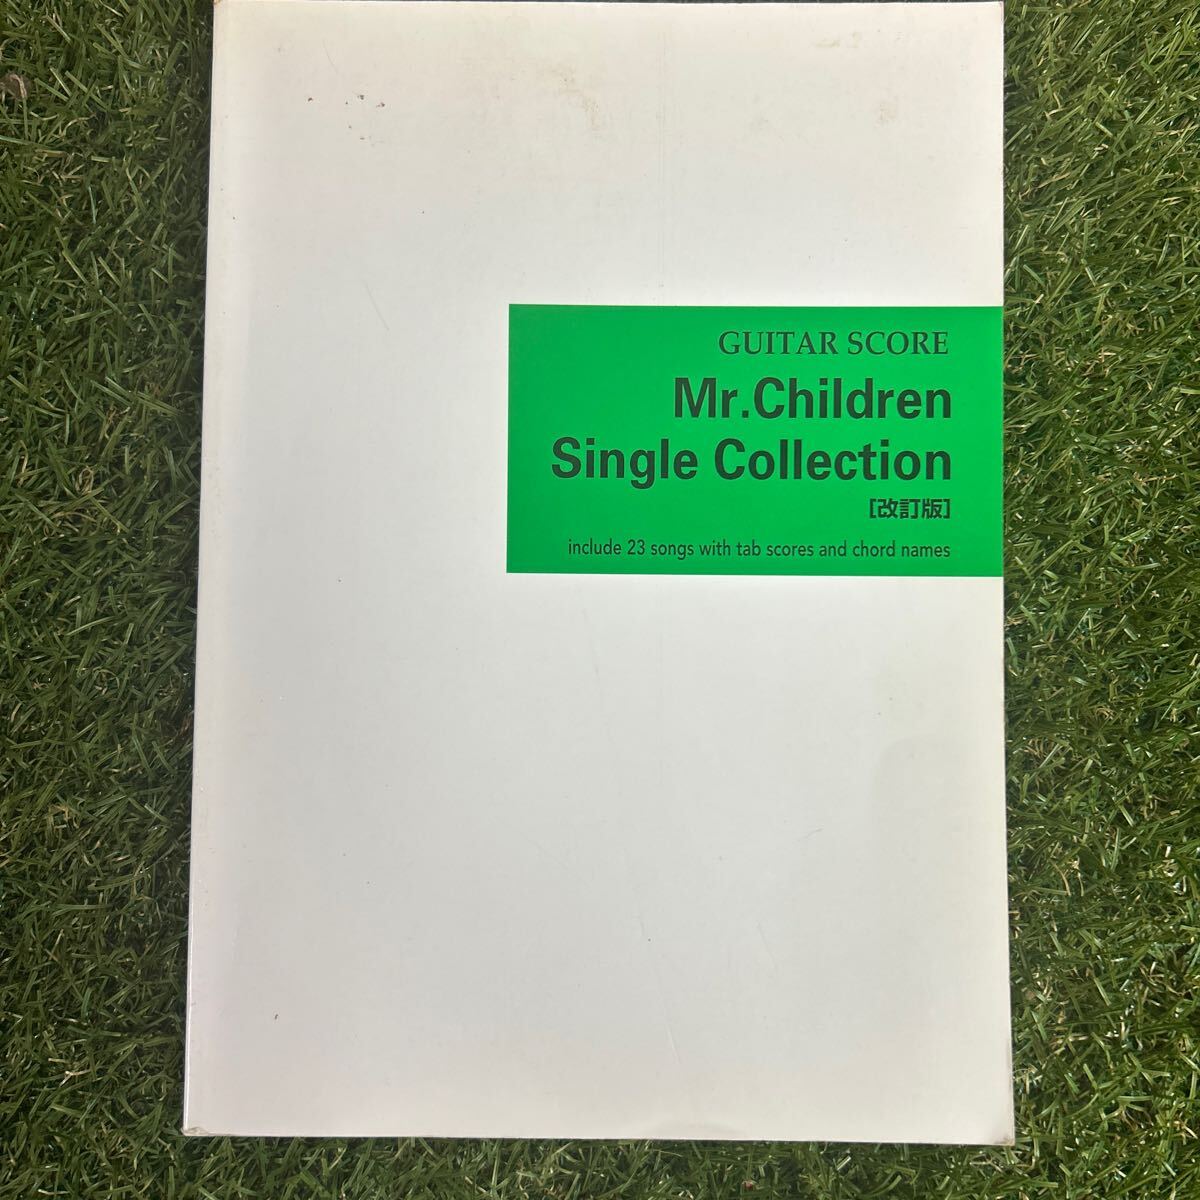 GUITAR SCORE
Mr.Children
Single Collection
[改訂版]
include 23 songs with tab scores and chord names